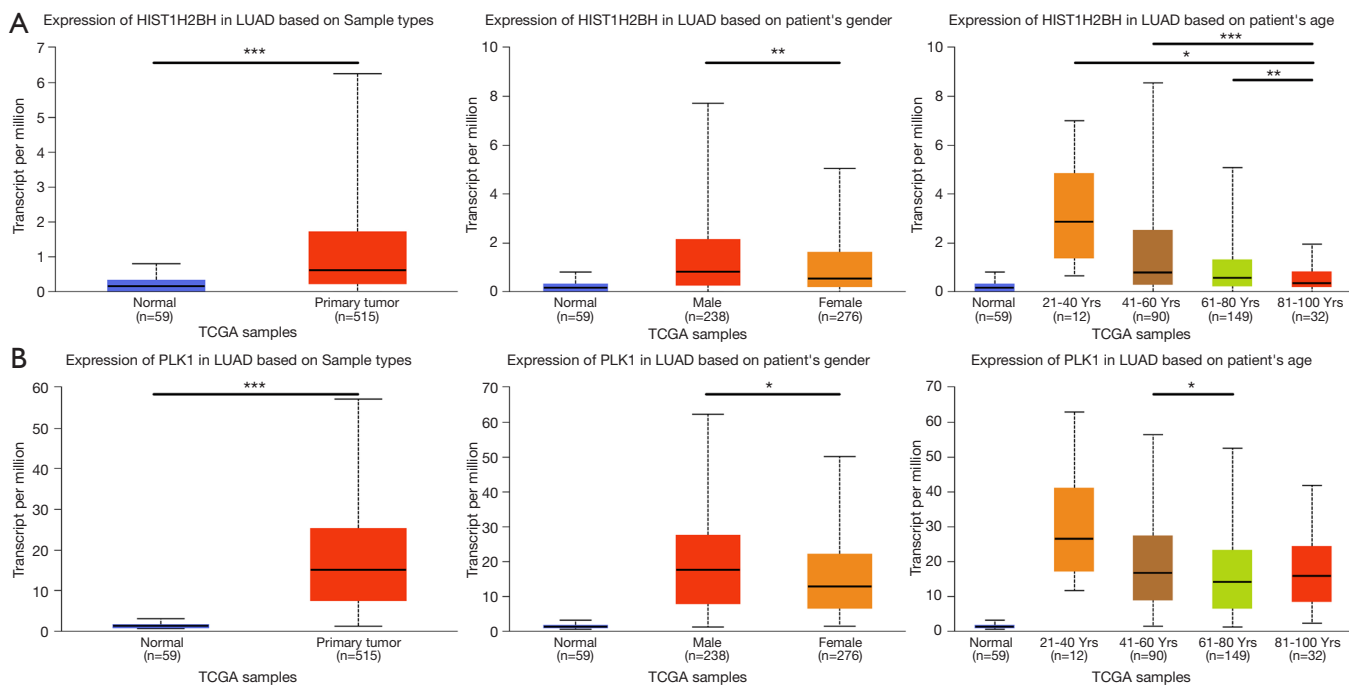 A
Expression of HIST1H2BH in LUAD based on Sample types
***
Transcript per million
7
6
5
4
3
2
1
0
Normal
(n=59)
Primary tumor
(n=515)
TCGA samples
Expression of HIST1H2BH in LUAD based on patient's gender
**
Transcript per million
10
8
6
4
2
0
Normal
(n=59)
Male
(n=238)
Female
(n=276)
TCGA samples
Expression of HIST1H2BH in LUAD based on patient's age
***
*
**
Transcript per million
10
8
6
4
2
0
Normal
(n=59)
21-40 Yrs
(n=12)
41-60 Yrs
(n=90)
61-80 Yrs
(n=149)
81-100 Yrs
(n=32)
TCGA samples
B
Expression of PLK1 in LUAD based on Sample types
***
Transcript per million
60
50
40
30
20
10
0
Normal
(n=59)
Primary tumor
(n=515)
TCGA samples
Expression of PLK1 in LUAD based on patient's gender
*
Transcript per million
70
60
50
40
30
20
10
0
Normal
(n=59)
Male
(n=238)
Female
(n=276)
TCGA samples
Expression of PLK1 in LUAD based on patient's age
*
Transcript per million
70
60
50
40
30
20
10
0
Normal
(n=59)
21-40 Yrs
(n=12)
41-60 Yrs
(n=90)
61-80 Yrs
(n=149)
81-100 Yrs
(n=32)
TCGA samples